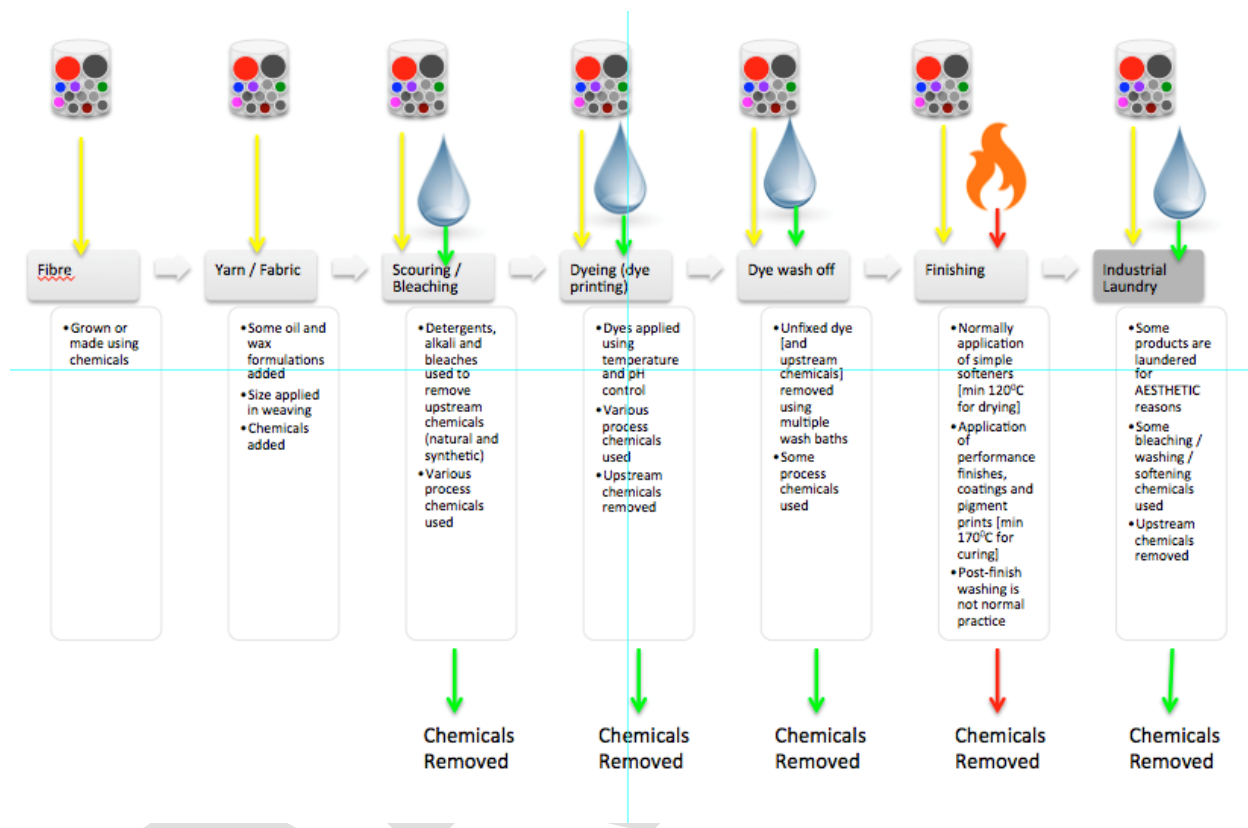 Fibre
Yarn / Fabric
Scouring /
Bleaching
Dyeing (dye
printing)
Dye wash off
Finishing
Industrial
Laundry
•Grown or
made using
chemicals
•Some oil and
wax
formulations
added
•Size applied
in weaving
•Chemicals
added
•Detergents,
alkali and
bleaches
used to
remove
upstream
chemicals
(natural and
synthetic)
•Various
process
chemicals
used
•Dyes applied
using
temperature
and pH
control
•Various
process
chemicals
used
•Upstream
chemicals
removed
•Unfixed dye
[and
upstream
chemicals]
removed
using
multiple
wash baths
•Some
process
chemicals
used
•Normally
application
of simple
softeners
[min 120⁰C
for drying]
•Application
of
performance
finishes,
coatings and
pigment
prints [min
170⁰C for
curing]
•Post-finish
washing is
not normal
practice
•Some
products are
laundered
for
AESTHETIC
reasons
•Some
bleaching /
washing /
softening
chemicals
used
•Upstream
chemicals
removed
Chemicals
Removed
Chemicals
Removed
Chemicals
Removed
Chemicals
Removed
Chemicals
Removed